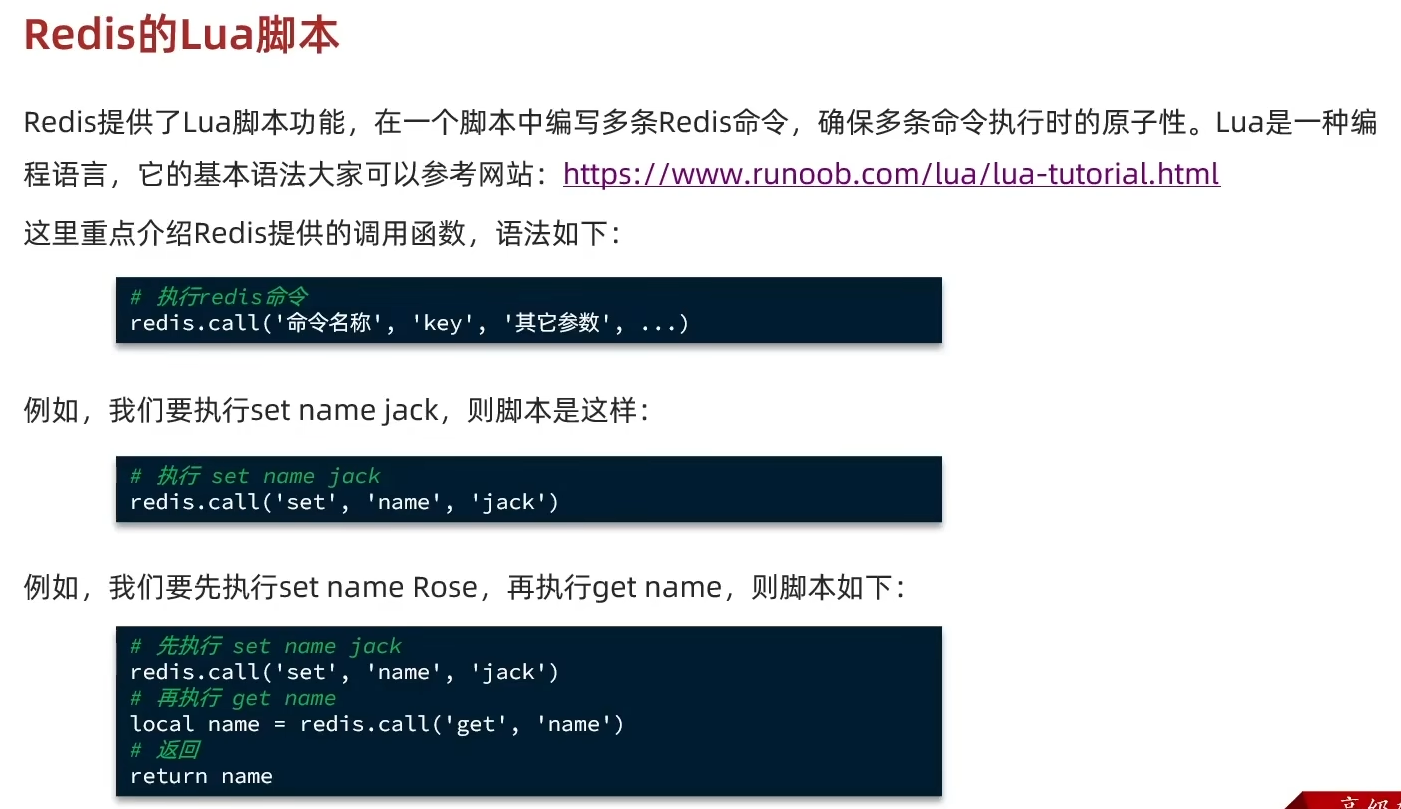 Redis的Lua脚本
Redis提供了Lua脚本功能，在一个脚本中编写多条Redis命令，确保多条命令执行时的原子性。Lua是一种编
程语言，它的基本语法大家可以参考网站：https://www.runoob.com/lua/lua-tutorial.html
这里重点介绍Redis提供的调用函数，语法如下：
# 执行redis命令
redis.call('命令名称', 'key', '其它参数', ...)
例如，我们要执行set name jack，则脚本是这样：
# 执行 set name jack
redis.call('set', 'name', 'jack')
例如，我们要先执行set name Rose，再执行get name，则脚本如下：
# 先执行 set name jack
redis.call('set', 'name', 'jack')
# 再执行 get name
local name = redis.call('get', 'name')
# 返回
return name